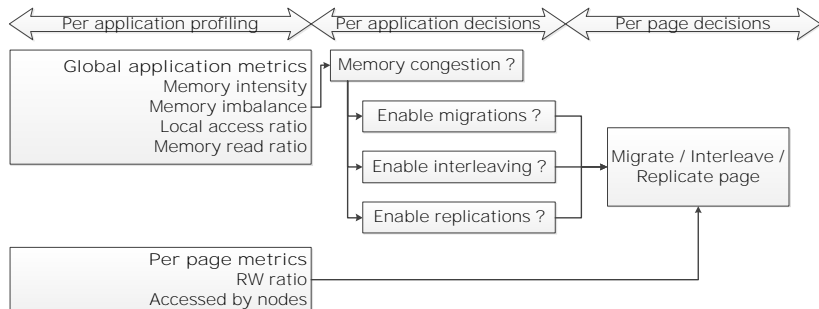 Per application profiling
Per application decisions
Per page decisions
Global application metrics
Memory intensity
Memory imbalance
Local access ratio
Memory read ratio
Memory congestion ?
Enable migrations ?
Enable interleaving ?
Enable replications ?
Migrate / Interleave /
Replicate page
Per page metrics
RW ratio
Accessed by nodes